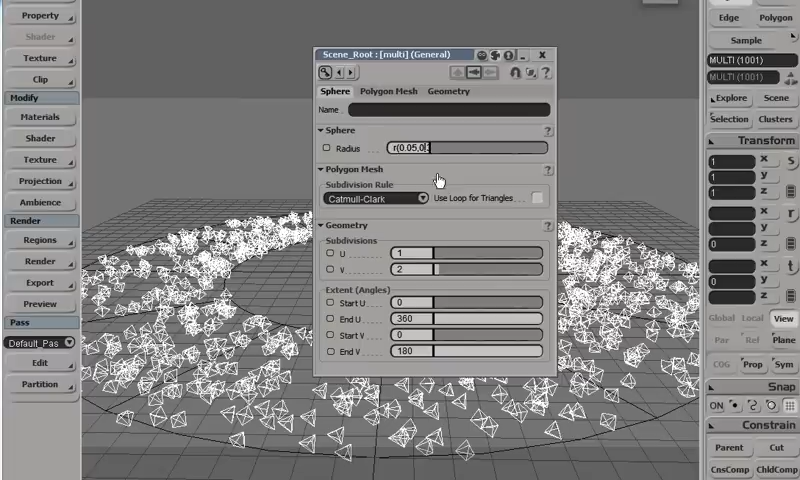 Property
Shader
Texture
Clip
Modify
Materials
Shader
Texture
Projection
Ambience
Render
Regions
Render
Export
Preview
Pass
Default_Pas
Edit
Partition
Scene_Root : [multi] (General)
Sphere Polygon Mesh Geometry
Name
Sphere ?
Radius r(0.05,0.
Polygon Mesh ?
Subdivision Rule
Catmull-Clark Use Loop for Triangles
Geometry ?
Subdivisions
U 1
V 2
Extent (Angles)
Start U 0
End U 360
Start V 0
End V 180
Edge Polygon
Sample
MULTI (1001)
MULTI (1001)
Explore Scene
Selection Clusters
Transform
1 x S
1 y
1 z
x r
y
0 z
x t
0 y
z
Global Local View
Par Ref Plane
COG Prop Sym
Snap
ON
Constrain
Parent Cut
CnsComp ChldComp